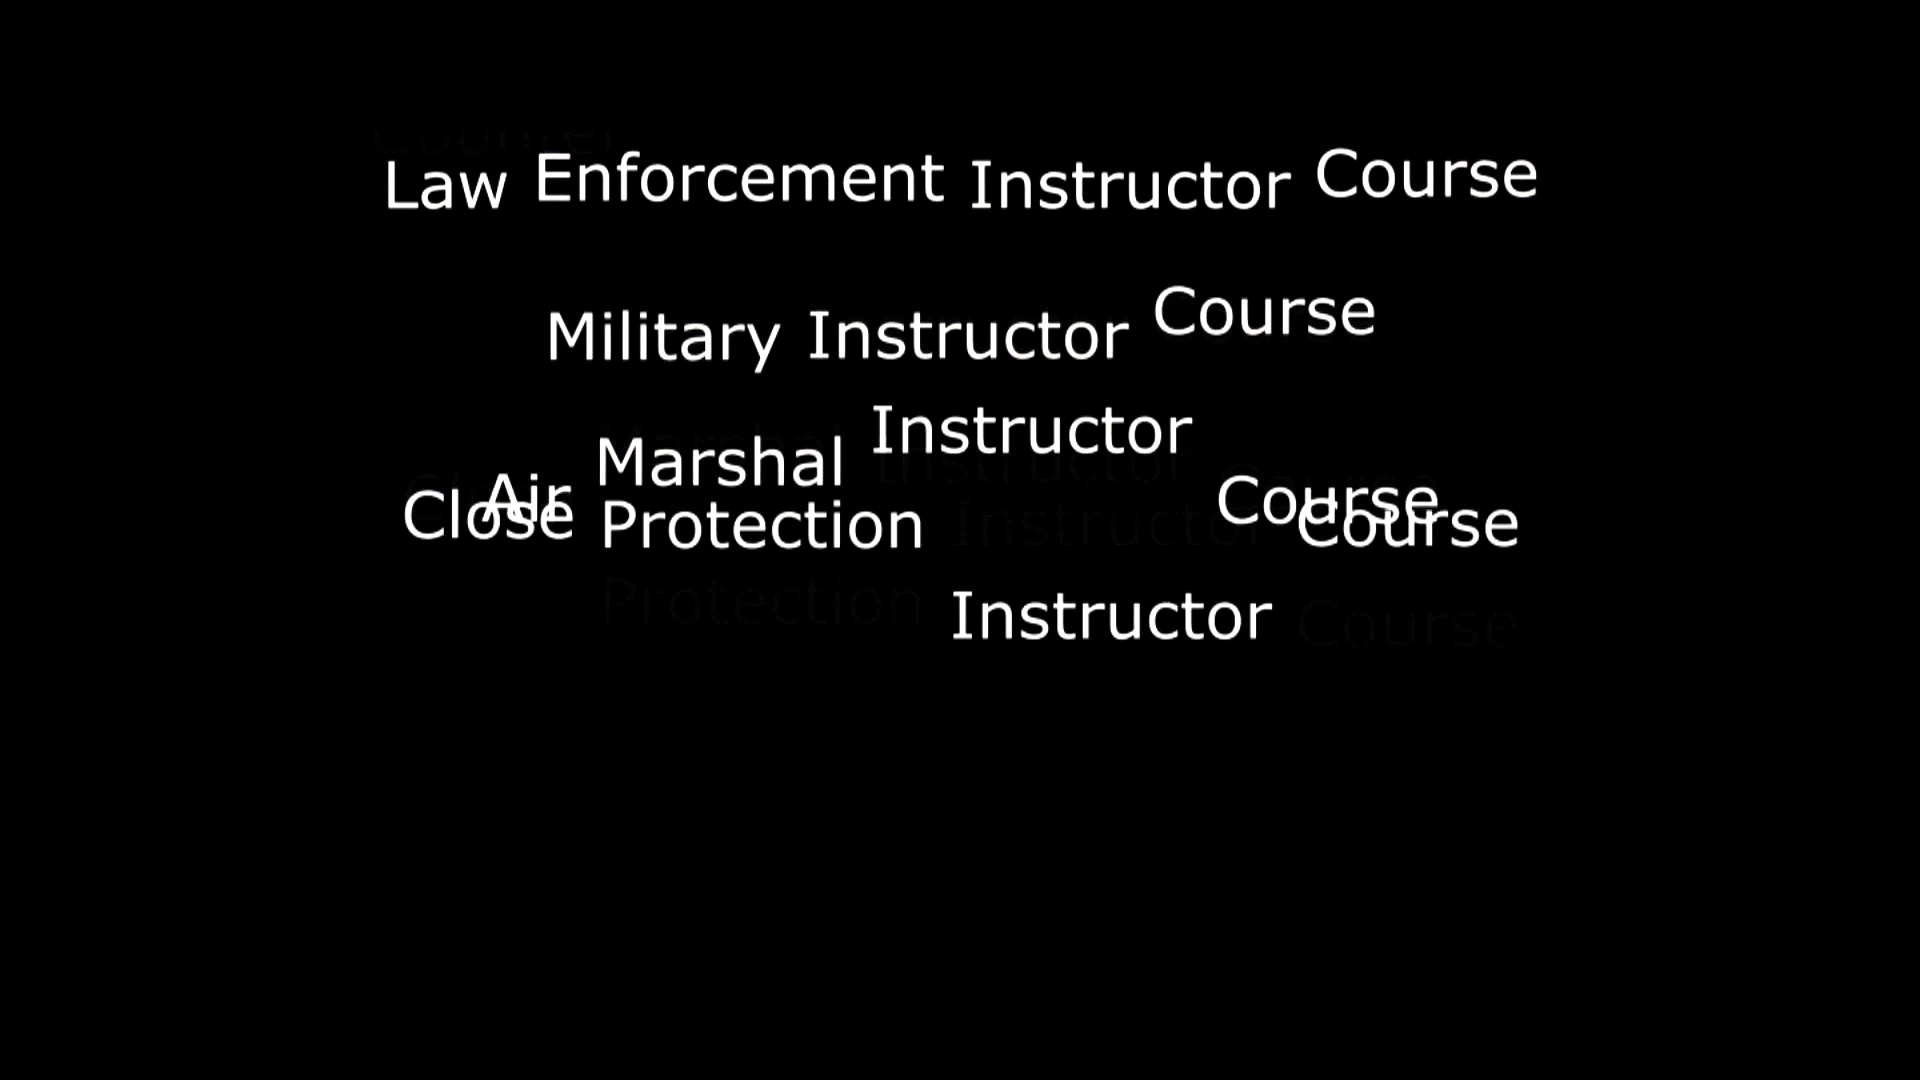 Law Enforcement Instructor Course
Military Instructor Course
Air Marshal Instructor Course
Close Protection Instructor Course